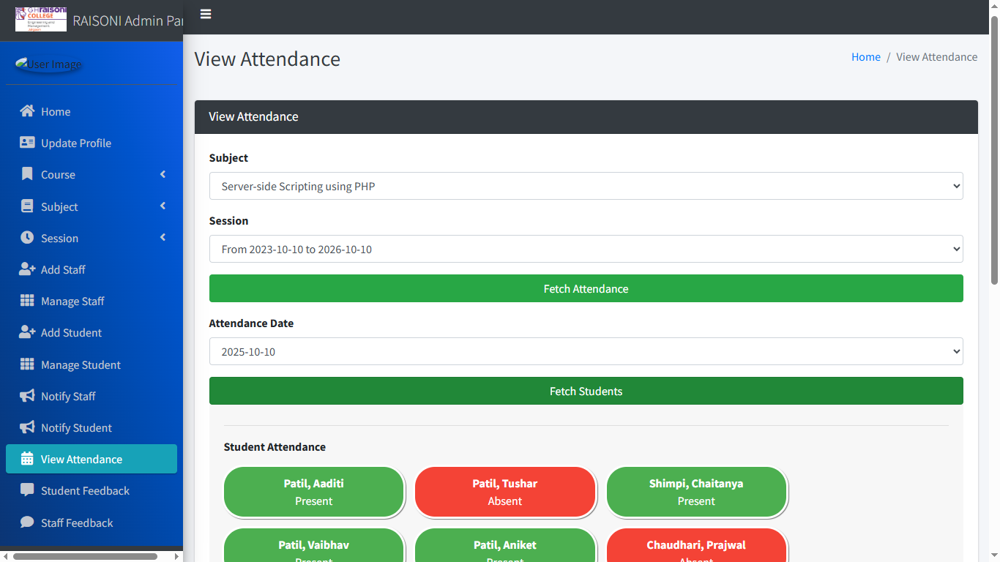 GHRaisoni
COLLEGE
Engineering and
Management
Jalgaon
RAISONI Admin Pan
User Image
Home
Update Profile
Course
Subject
Session
Add Staff
Manage Staff
Add Student
Manage Student
Notify Staff
Notify Student
View Attendance
Student Feedback
Staff Feedback
View Attendance
Home / View Attendance
View Attendance
Subject
Server-side Scripting using PHP
Session
From 2023-10-10 to 2026-10-10
Fetch Attendance
Attendance Date
2025-10-10
Fetch Students
Student Attendance
Patil, Aaditi
Present
Patil, Tushar
Absent
Shimpi, Chaitanya
Present
Patil, Vaibhav
Present
Patil, Aniket
Present
Chaudhari, Prajwal
Absent